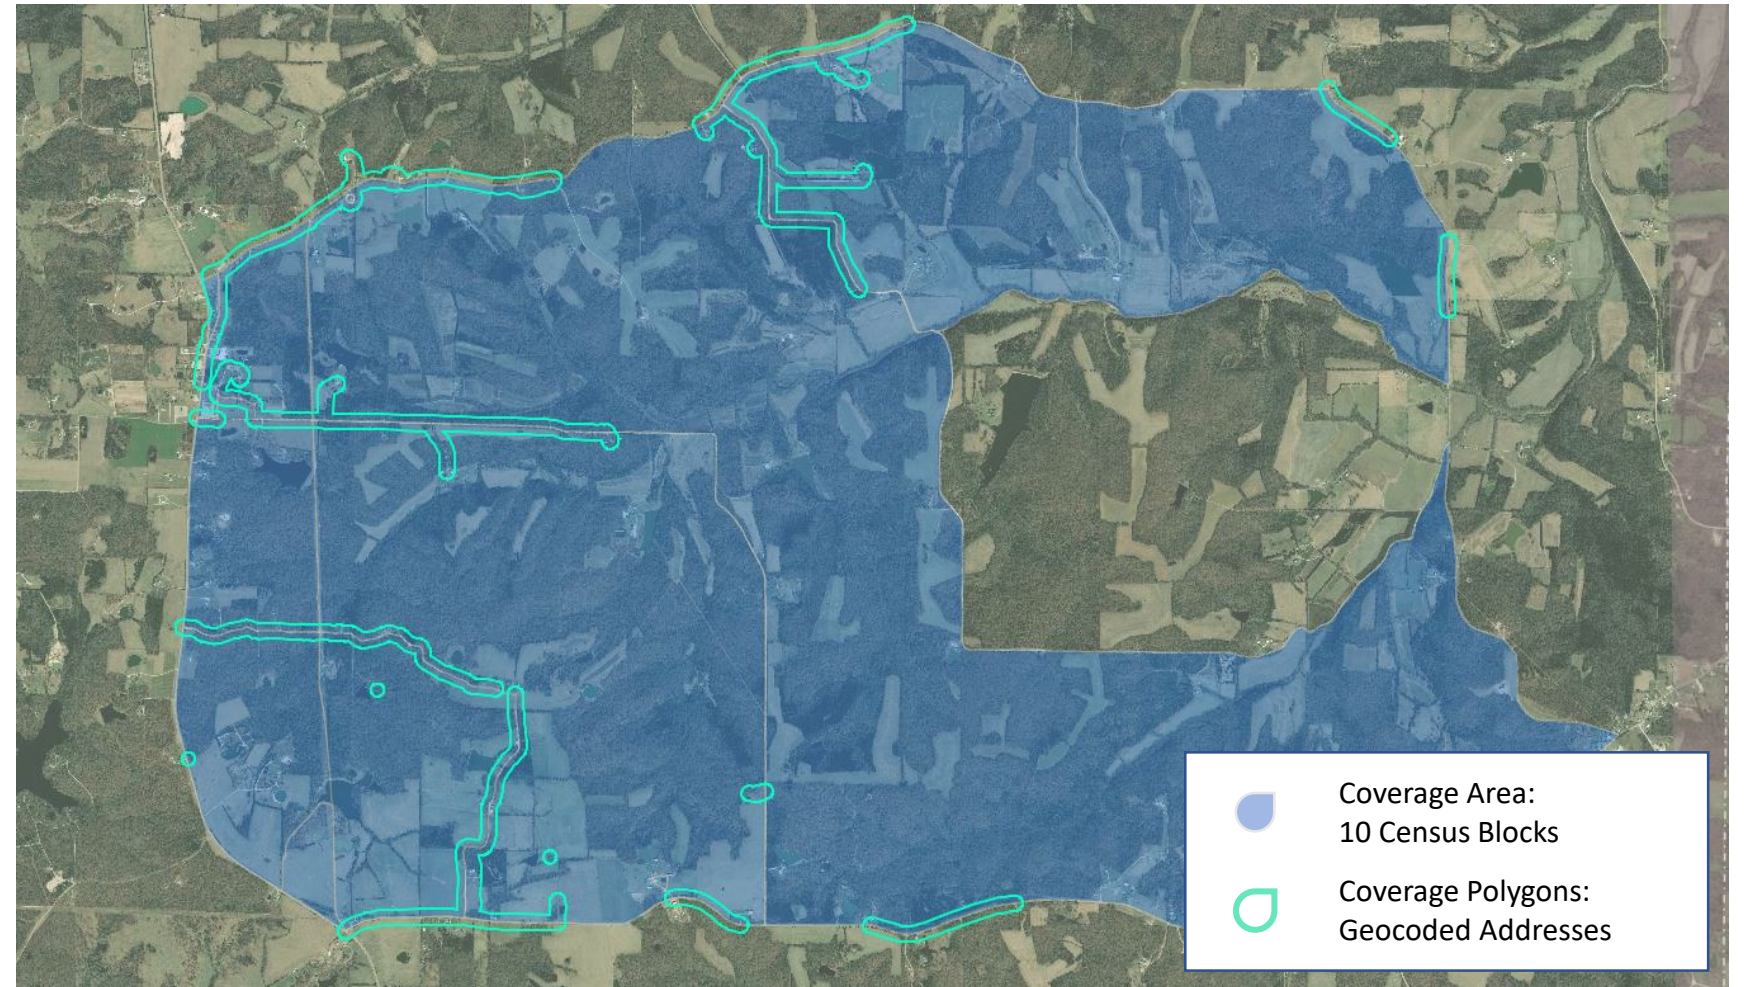 Coverage Area:
10 Census Blocks
Coverage Polygons:
Geocoded Addresses